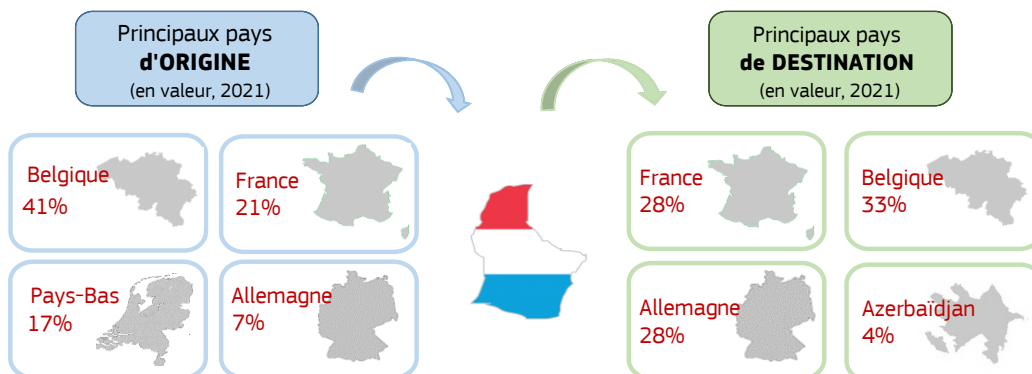 Principaux pays
d'ORIGINE
(en valeur, 2021)
Principaux pays
de DESTINATION
(en valeur, 2021)
Belgique
41%
France
21%
Pays-Bas
17%
Allemagne
7%
France
28%
Belgique
33%
Allemagne
28%
Azerbaïdjan
4%